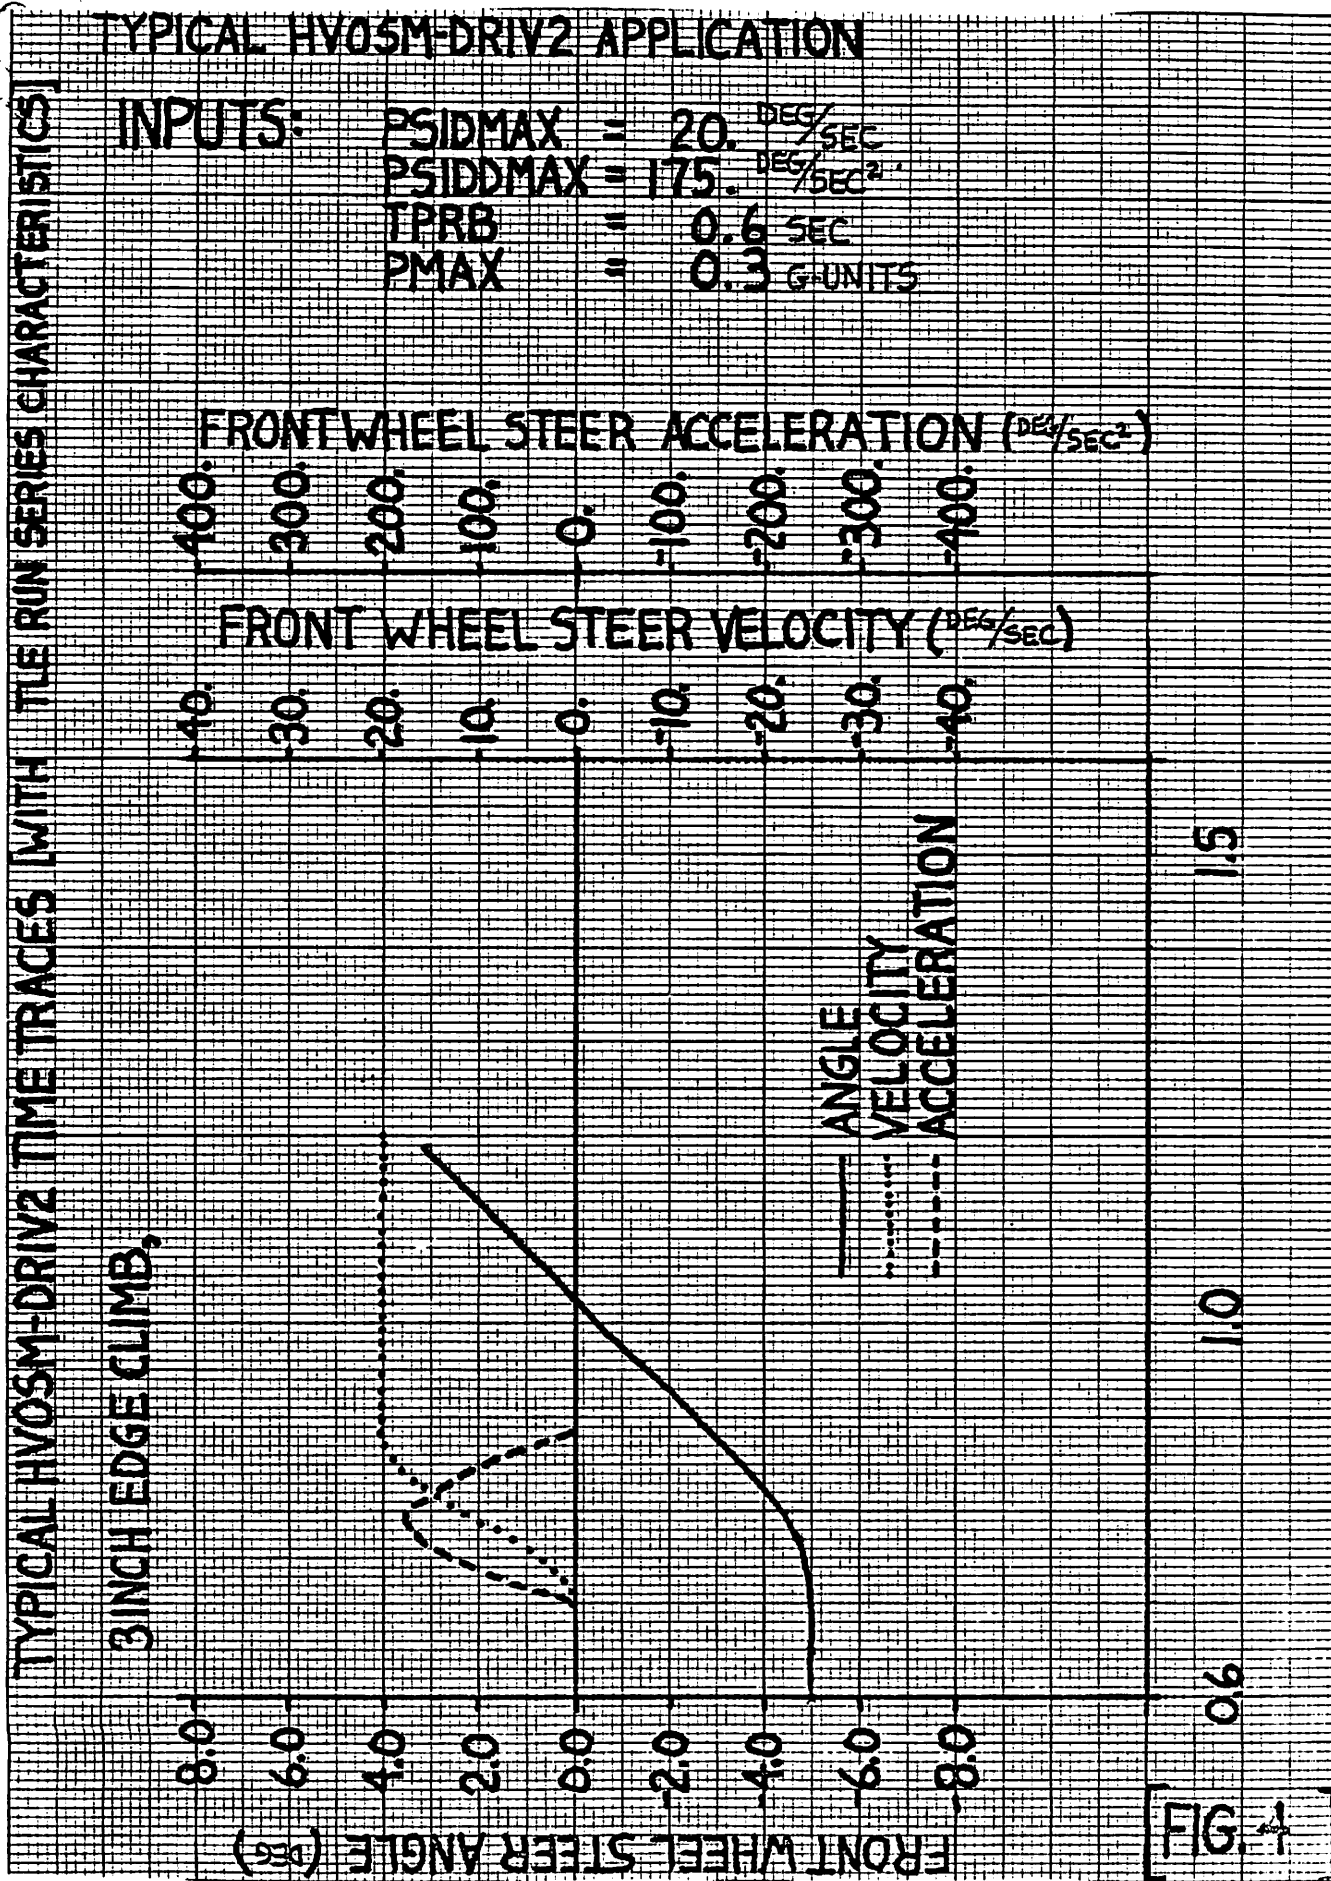 TYPICAL HVOSM-DRIV2 TIME TRACES [WITH TLE RUN SERIES CHARACTERISTICS]
3 INCH EDGE CLIMB,
TYPICAL HVOSM-DRIV2 APPLICATION
INPUTS:
PSIDMAX = 20. DEG/SEC
PSIDDMAX = 175. DEG/SEC²
TPRB = 0.6 SEC
PMAX = 0.3 G-UNITS
FRONT WHEEL STEER ACCELERATION (DEG/SEC²)
400. 300. 200. 100. 0. -100. -200. -300. -400.
FRONT WHEEL STEER VELOCITY (DEG/SEC)
40. 30. 20. 10. 0. -10. -20. -30. -40.
ANGLE
VELOCITY
ACCELERATION
8.0 6.0 4.0 2.0 0.0 -2.0 -4.0 -6.0 -8.0
FRONT WHEEL STEER ANGLE (DEG)
0.6 1.0 1.5
FIG. 4